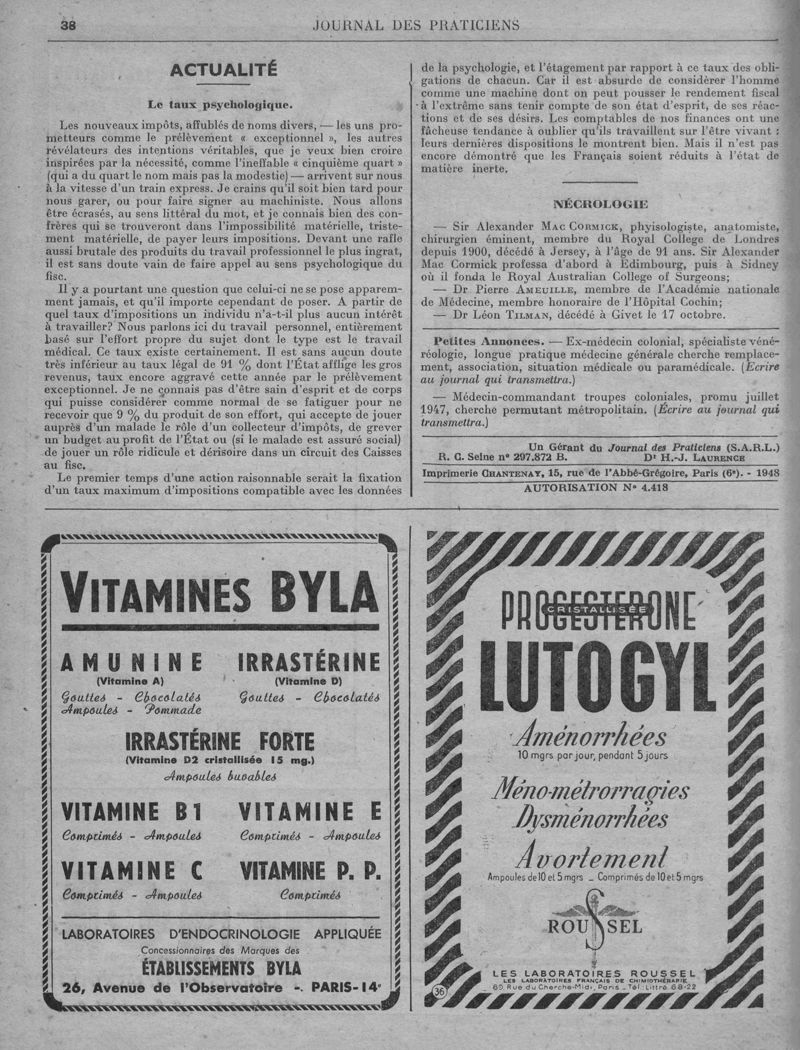 38
JOURNAL DES PRATICIENS
ACTUALITÉ
Le taux psychologique.
Les nouveaux impôts, affublés de noms divers, — les uns pro-
metteurs comme le prélèvement « exceptionnel », les autres
révélateurs des intentions véritables, que je veux bien croire
inspirées par la nécessité, comme l'ineffable « cinquième quart »
(qui a du quart le nom mais pas la modestie) — arrivent sur nous
à la vitesse d'un train express. Je crains qu'il soit bien tard pour
nous garer, ou pour faire signer au machiniste. Nous allons
être écrasés, au sens littéral du mot, et je connais bien des con-
frères qui se trouveront dans l'impossibilité matérielle, triste-
ment matérielle, de payer leurs impositions. Devant une rafle
aussi brutale des produits du travail professionnel le plus ingrat,
il est sans doute vain de faire appel au sens psychologique du
fisc.
Il y a pourtant une question que celui-ci ne se pose apparem-
ment jamais, et qu'il importe cependant de poser. A partir de
quel taux d'impositions un individu n'a-t-il plus aucun intérêt
à travailler? Nous parlons ici du travail personnel, entièrement
basé sur l'effort propre du sujet dont le type est le travail
médical. Ce taux existe certainement. Il est sans aucun doute
très inférieur au taux légal de 91 % dont l'État afflige les gros
revenus, taux encore aggravé cette année par le prélèvement
exceptionnel. Je ne connais pas d'être sain d'esprit et de corps
qui puisse considérer comme normal de se fatiguer pour ne
recevoir que 9 % du produit de son effort, qui accepte de jouer
auprès d'un malade le rôle d'un collecteur d'impôts, de grever
un budget au profit de l'État ou (si le malade est assuré social)
de jouer un rôle ridicule et dérisoire dans un circuit des Caisses
au fisc.
Le premier temps d'une action raisonnable serait la fixation
d'un taux maximum d'impositions compatible avec les données
de la psychologie, et l'étagement par rapport à ce taux des obli-
gations de chacun. Car il est absurde de considérer l'homme
comme une machine dont on peut pousser le rendement fiscal
à l'extrême sans tenir compte de son état d'esprit, de ses réac-
tions et de ses désirs. Les comptables de nos finances ont une
fâcheuse tendance à oublier qu'ils travaillent sur l'être vivant :
leurs dernières dispositions le montrent bien. Mais il n'est pas
encore démontré que les Français soient réduits à l'état de
matière inerte.
NÉCROLOGIE
— Sir Alexander MAC CORMICK, phyisologiste, anatomiste,
chirurgien éminent, membre du Royal College de Londres
depuis 1900, décédé à Jersey, à l'âge de 91 ans. Sir Alexander
Mac Cormick professa d'abord à Edimbourg, puis à Sidney
où il fonda le Royal Australian College of Surgeons;
— Dr Pierre AMEUILLE, membre de l'Académie nationale
de Médecine, membre honoraire de l'Hôpital Cochin;
— Dr Léon TILMAN, décédé à Givet le 17 octobre.
Petites Annonces. — Ex-médecin colonial, spécialiste véné-
réologie, longue pratique médecine générale cherche remplace-
ment, association, situation médicale ou paramédicale. (Ecrire
au journal qui transmettra.)
— Médecin-commandant troupes coloniales, promu juillet
1947, cherche permutant métropolitain. (Écrire au journal qui
transmettra.)
Un Gérant du Journal des Praticiens (S.A.R.L.)
R. C. Seine n° 297.872 B. Dr H.-J. LAURENCE
Imprimerie CHANTENAY, 15, rue de l'Abbé-Grégoire, Paris (6e). - 1948
AUTORISATION N° 4.418
VITAMINES BYLA
AMUNINE IRRASTÉRINE
(Vitamine A) (Vitamine D)
Gouttes - Chocolatés Gouttes - Chocolatés
Ampoules - Pommade
IRRASTÉRINE FORTE
(Vitamine D2 cristallisée 15 mg.)
Ampoules buvables
VITAMINE B1 VITAMINE E
Comprimés - Ampoules Comprimés - Ampoules
VITAMINE C VITAMINE P. P.
Comprimés - Ampoules Comprimés
LABORATOIRES D'ENDOCRINOLOGIE APPLIQUÉE
Concessionnaires des Marques des
ÉTABLISSEMENTS BYLA
26, Avenue de l'Observatoire -. PARIS-14e
PROGESTERONE
CRISTALLISÉE
LUTOGYL
Aménorrhées
10 mgrs par jour, pendant 5 jours
Méno-métrorragies
Dysménorrhées
Avortement
Ampoules de 10 et 5 mgrs _ Comprimés de 10 et 5 mgrs
ROUSSEL
LES LABORATOIRES ROUSSEL
LES LABORATOIRES FRANÇAIS DE CHIMIOTHÉRAPIE
89 Rue du Cherche-Midi, Paris _ Tél. Littré 68-22
36